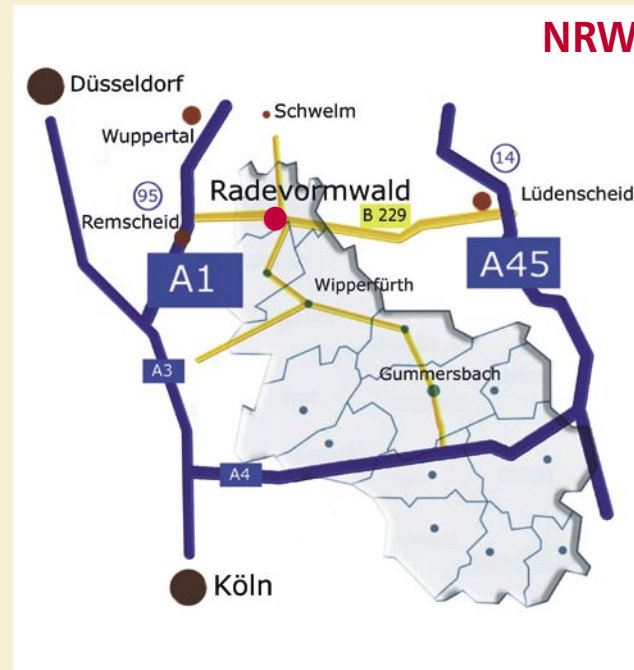 NRW
Düsseldorf
Schwelm
Wuppertal
14
95
Radevormwald
Lüdenscheid
B 229
Remscheid
A1
A45
Wipperfürth
A3
Gummersbach
A4
Köln